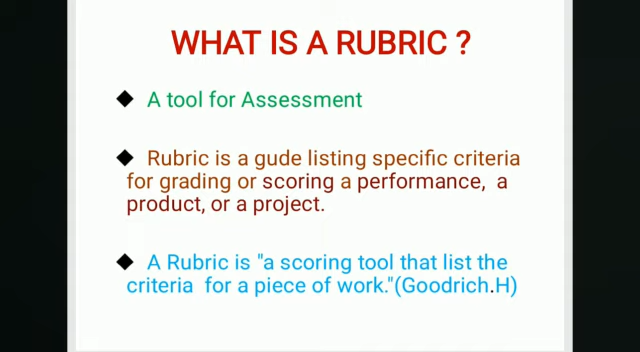 WHAT IS A RUBRIC ?
◆ A tool for Assessment
◆ Rubric is a gude listing specific criteria
for grading or scoring a performance, a
product, or a project.
◆ A Rubric is "a scoring tool that list the
criteria for a piece of work."(Goodrich.H)